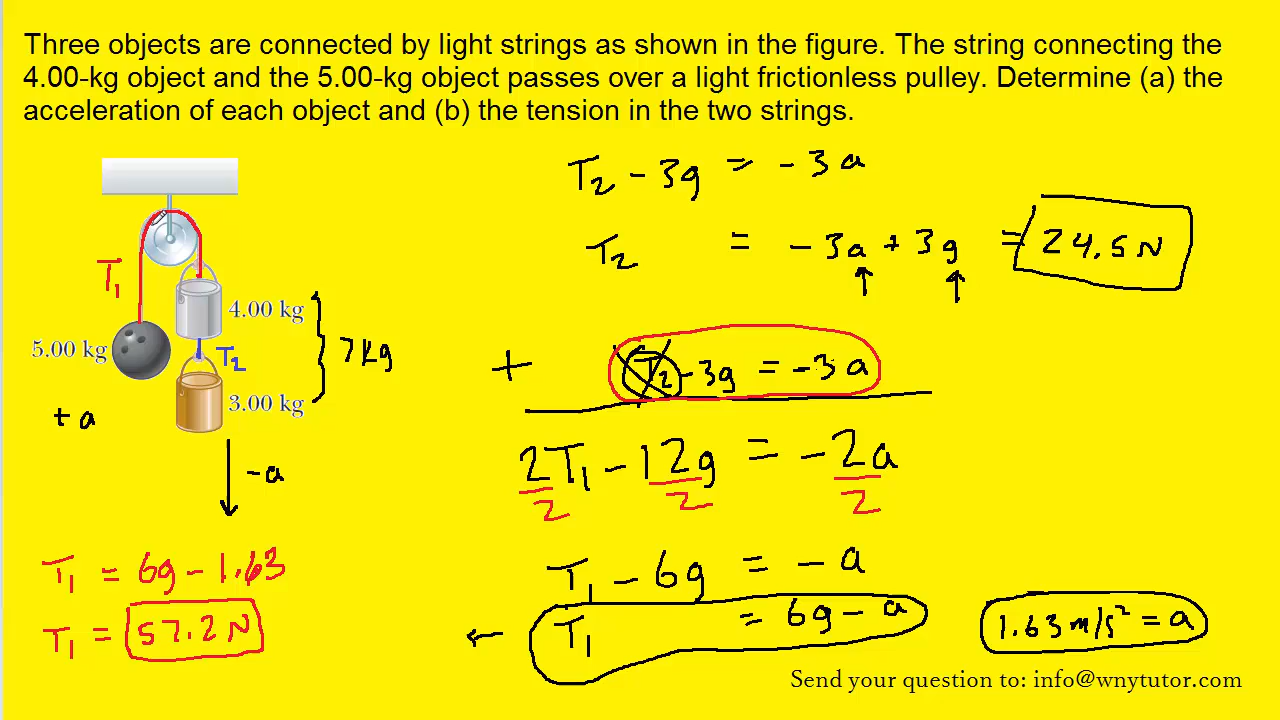 Three objects are connected by light strings as shown in the figure. The string connecting the
4.00-kg object and the 5.00-kg object passes over a light frictionless pulley. Determine (a) the
acceleration of each object and (b) the tension in the two strings.
T₂ - 3g = -3a
T₂ = -3a + 3g = 24.5N
T₁
4.00 kg
5.00 kg
T₂
7 kg
3.00 kg
+ a
-a
+ T₂ - 3g = -3a
2T₁ - 12g = -2a
2 2 2
T₁ - 6g = -a
T₁ = 6g - a
1.63 m/s² = a
T₁ = 6g - 1.63
T₁ = 57.2 N
Send your question to: info@wnytutor.com